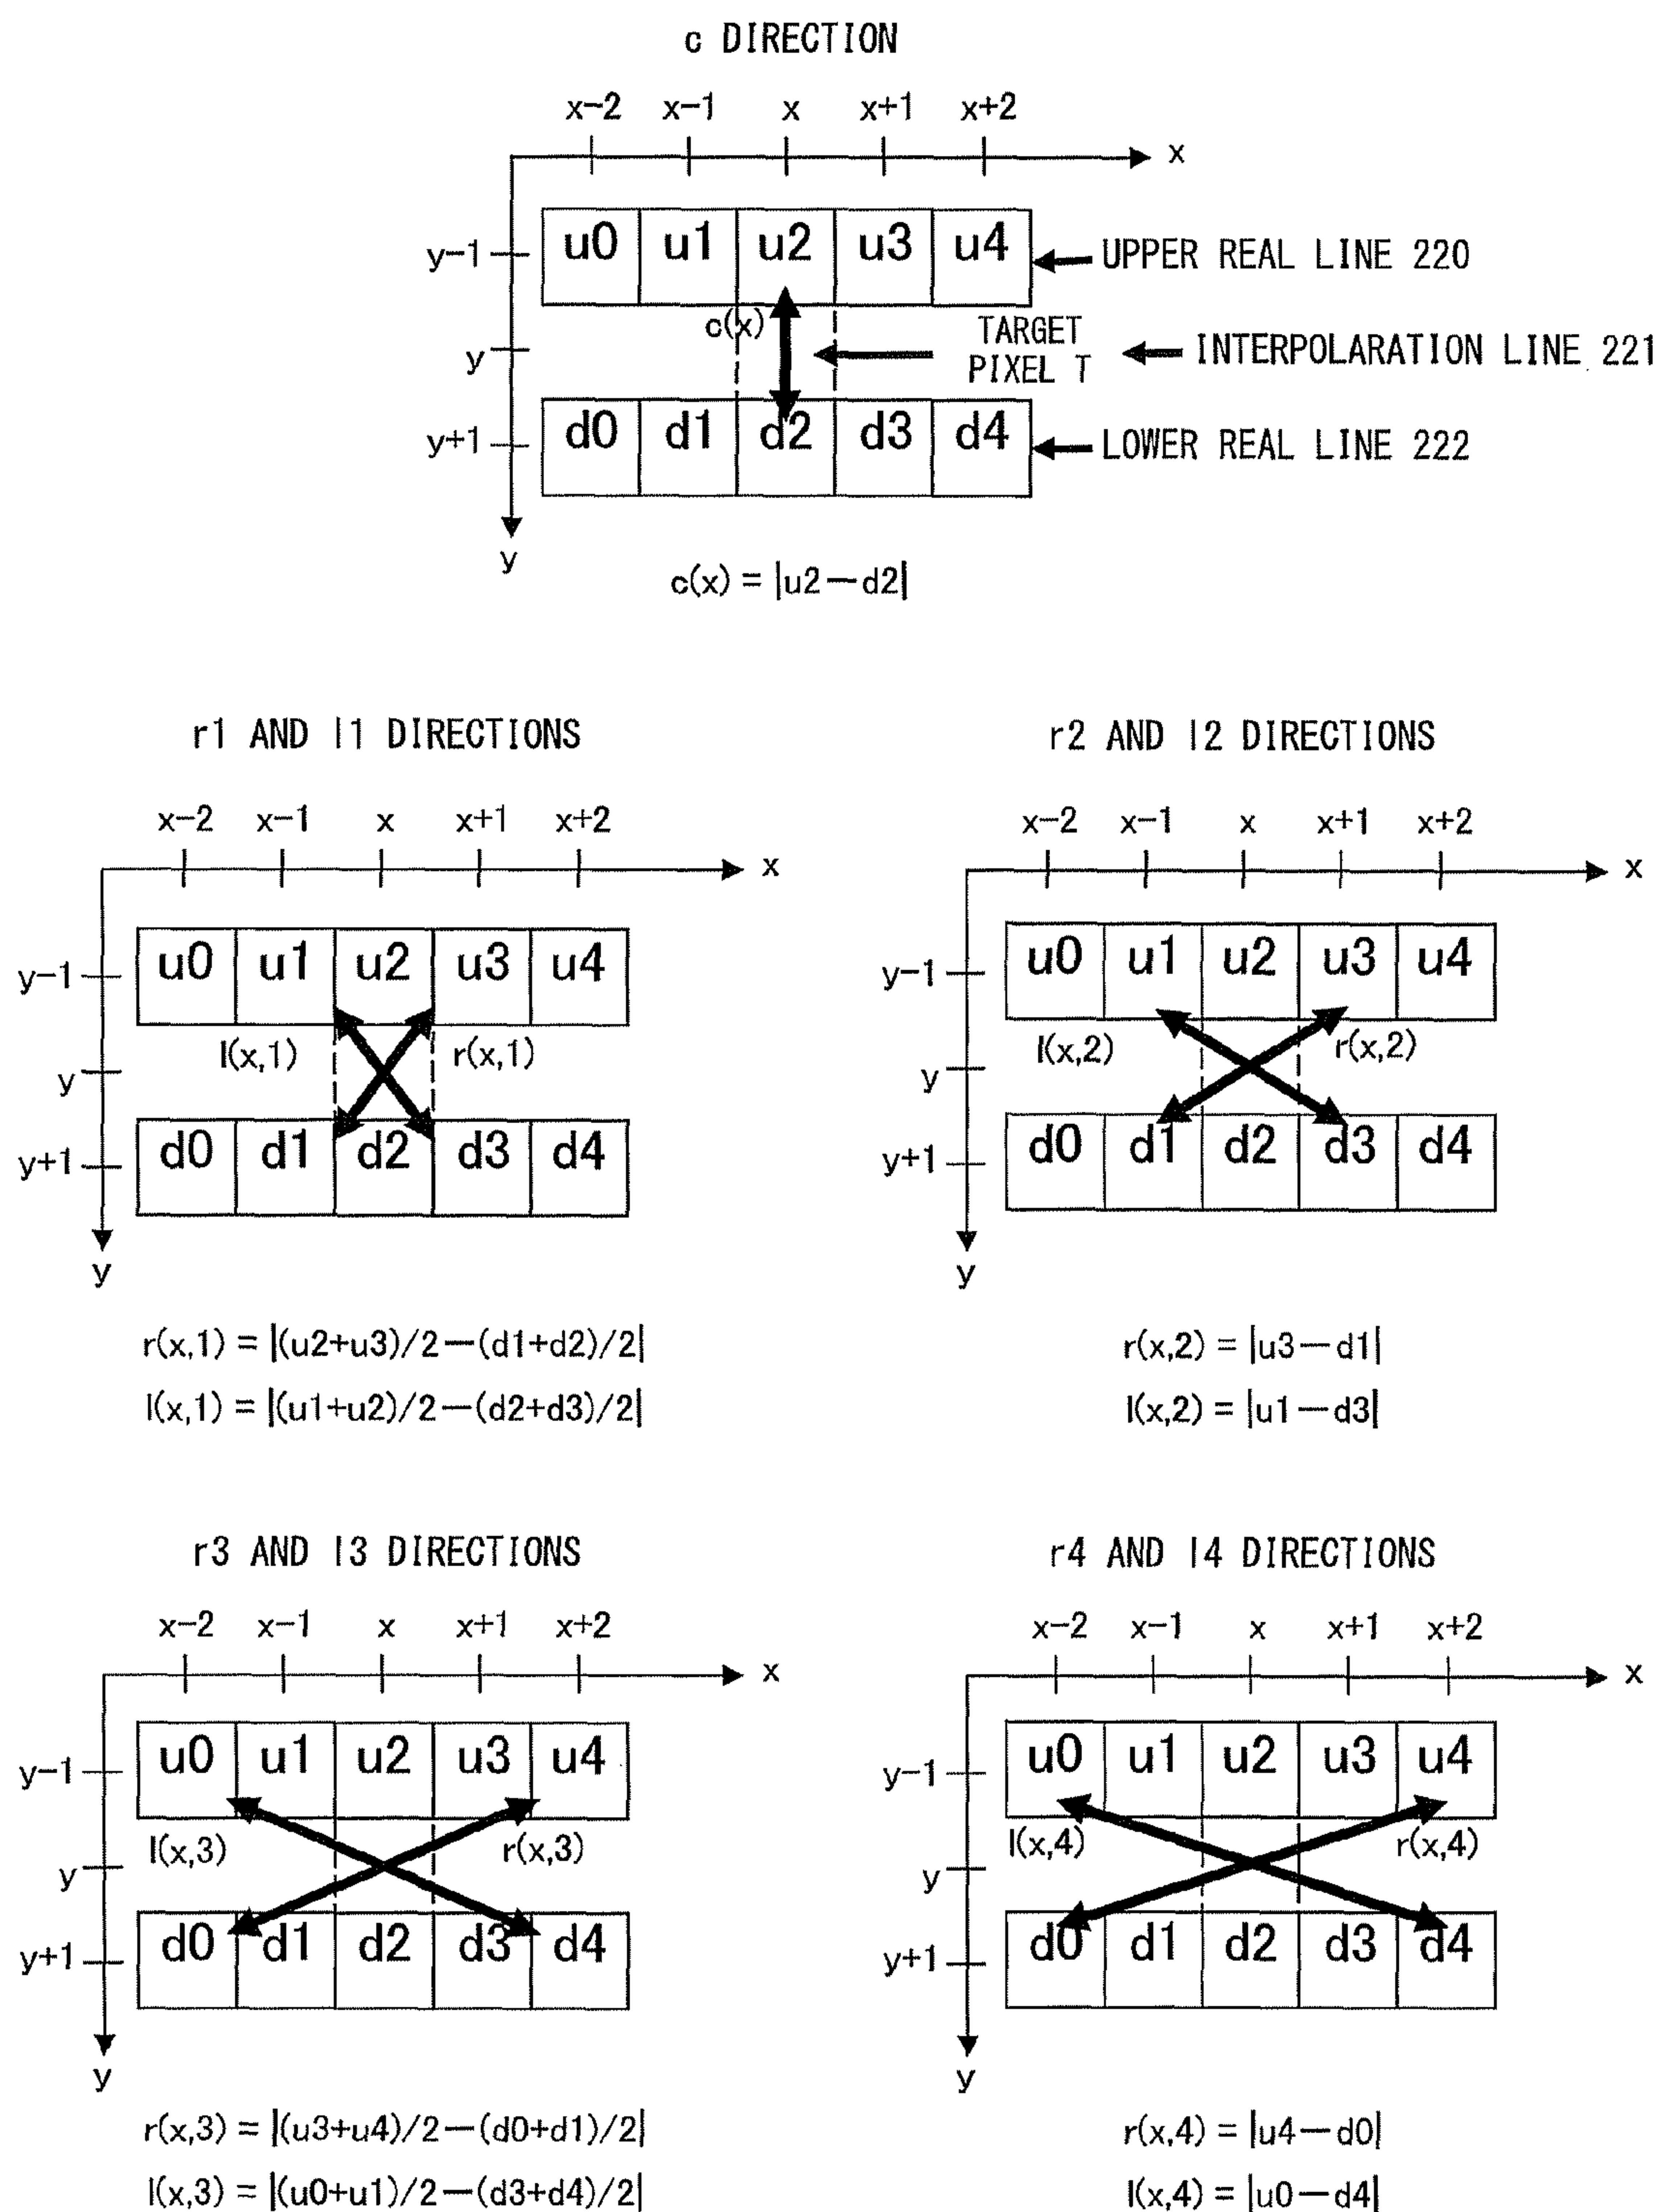 c DIRECTION
x-2 x-1 x x+1 x+2
x
y-1
u0 u1 u2 u3 u4
UPPER REAL LINE 220
c(x)
TARGET
PIXEL T
y
INTERPOLARATION LINE 221
y+1
d0 d1 d2 d3 d4
LOWER REAL LINE 222
y
c(x) = |u2-d2|
r1 AND l1 DIRECTIONS
x-2 x-1 x x+1 x+2
x
y-1
u0 u1 u2 u3 u4
l(x,1)
r(x,1)
y
y+1
d0 d1 d2 d3 d4
y
r(x,1) = |(u2+u3)/2-(d1+d2)/2|
l(x,1) = |(u1+u2)/2-(d2+d3)/2|
r2 AND l2 DIRECTIONS
x-2 x-1 x x+1 x+2
x
y-1
u0 u1 u2 u3 u4
l(x,2)
r(x,2)
y
y+1
d0 d1 d2 d3 d4
y
r(x,2) = |u3-d1|
l(x,2) = |u1-d3|
r3 AND l3 DIRECTIONS
x-2 x-1 x x+1 x+2
x
y-1
u0 u1 u2 u3 u4
l(x,3)
r(x,3)
y
y+1
d0 d1 d2 d3 d4
y
r(x,3) = |(u3+u4)/2-(d0+d1)/2|
l(x,3) = |(u0+u1)/2-(d3+d4)/2|
r4 AND l4 DIRECTIONS
x-2 x-1 x x+1 x+2
x
y-1
u0 u1 u2 u3 u4
l(x,4)
r(x,4)
y
y+1
d0 d1 d2 d3 d4
y
r(x,4) = |u4-d0|
l(x,4) = |u0-d4|